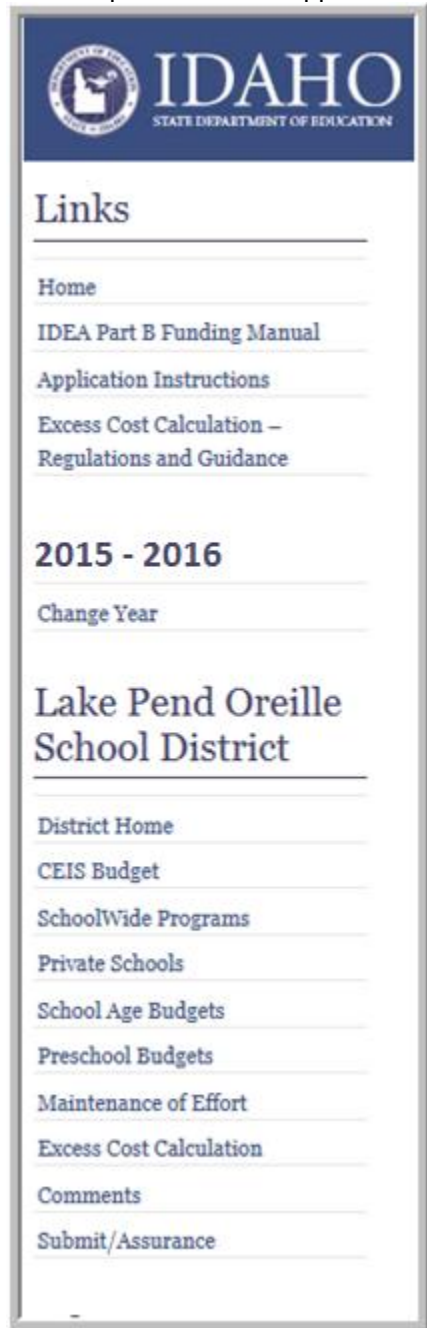 IDAHO
STATE DEPARTMENT OF EDUCATION
Links
Home
IDEA Part B Funding Manual
Application Instructions
Excess Cost Calculation –
Regulations and Guidance
2015 - 2016
Change Year
Lake Pend Oreille
School District
District Home
CEIS Budget
SchoolWide Programs
Private Schools
School Age Budgets
Preschool Budgets
Maintenance of Effort
Excess Cost Calculation
Comments
Submit/Assurance